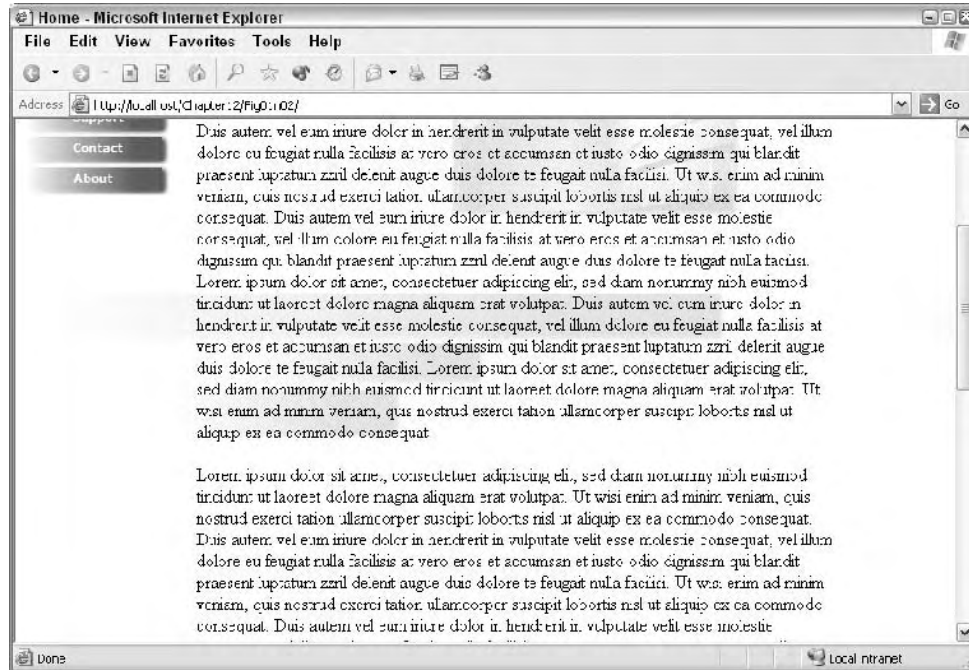 Home - Microsoft Internet Explorer
File Edit View Favorites Tools Help
Address http://localhost/Chapter12/Fig01n02/ Go
Support
Contact
About
Duis autem vel eum iriure dolor in hendrerit in vulputate velit esse molestie consequat, vel illum
dolore eu feugiat nulla facilisis at vero eros et accumsan et iusto odio dignissim qui blandit
praesent luptatum zzril delenit augue duis dolore te feugait nulla facilisi. Ut wisi enim ad minim
veniam, quis nostrud exerci tation ullamcorper suscipit lobortis nisl ut aliquip ex ea commodo
consequat. Duis autem vel eum iriure dolor in hendrerit in vulputate velit esse molestie
consequat, vel illum dolore eu feugiat nulla facilisis at vero eros et accumsan et iusto odio
dignissim qui blandit praesent luptatum zzril delenit augue duis dolore te feugait nulla facilisi.
Lorem ipsum dolor sit amet, consectetuer adipiscing elit, sed diam nonummy nibh euismod
tincidunt ut laoreet dolore magna aliquam erat volutpat. Duis autem vel eum iriure dolor in
hendrerit in vulputate velit esse molestie consequat, vel illum dolore eu feugiat nulla facilisis at
vero eros et accumsan et iusto odio dignissim qui blandit praesent luptatum zzril delenit augue
duis dolore te feugait nulla facilisi. Lorem ipsum dolor sit amet, consectetuer adipiscing elit,
sed diam nonummy nibh euismod tincidunt ut laoreet dolore magna aliquam erat volutpat. Ut
wisi enim ad minim veniam, quis nostrud exerci tation ullamcorper suscipit lobortis nisl ut
aliquip ex ea commodo consequat
Lorem ipsum dolor sit amet, consectetuer adipiscing elit, sed diam nonummy nibh euismod
tincidunt ut laoreet dolore magna aliquam erat volutpat. Ut wisi enim ad minim veniam, quis
nostrud exerci tation ullamcorper suscipit lobortis nisl ut aliquip ex ea commodo consequat.
Duis autem vel eum iriure dolor in hendrerit in vulputate velit esse molestie consequat, vel illum
dolore eu feugiat nulla facilisis at vero eros et accumsan et iusto odio dignissim qui blandit
praesent luptatum zzril delenit augue duis dolore te feugait nulla facilisi. Ut wisi enim ad minim
veniam, quis nostrud exerci tation ullamcorper suscipit lobortis nisl ut aliquip ex ea commodo
consequat. Duis autem vel eum iriure dolor in hendrerit in vulputate velit esse molestie
Done Local intranet